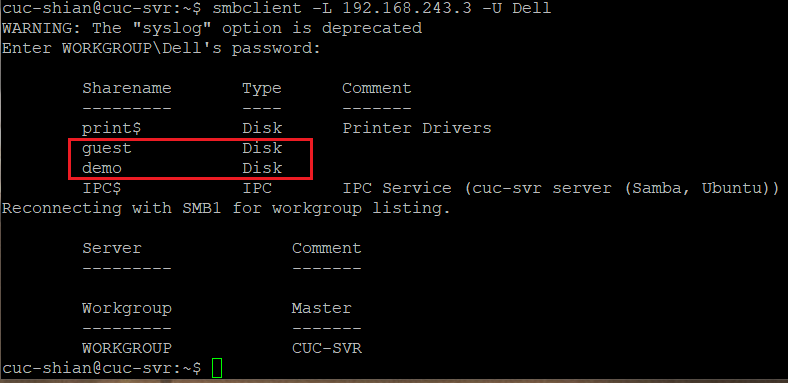 cuc-shian@cuc-svr:~$ smbclient -L 192.168.243.3 -U Dell
WARNING: The "syslog" option is deprecated
Enter WORKGROUP\Dell's password:
Sharename Type Comment
--------- ---- -------
print$ Disk Printer Drivers
guest Disk
demo Disk
IPC$ IPC IPC Service (cuc-svr server (Samba, Ubuntu))
Reconnecting with SMB1 for workgroup listing.
Server Comment
--------- -------
Workgroup Master
--------- -------
WORKGROUP CUC-SVR
cuc-shian@cuc-svr:~$